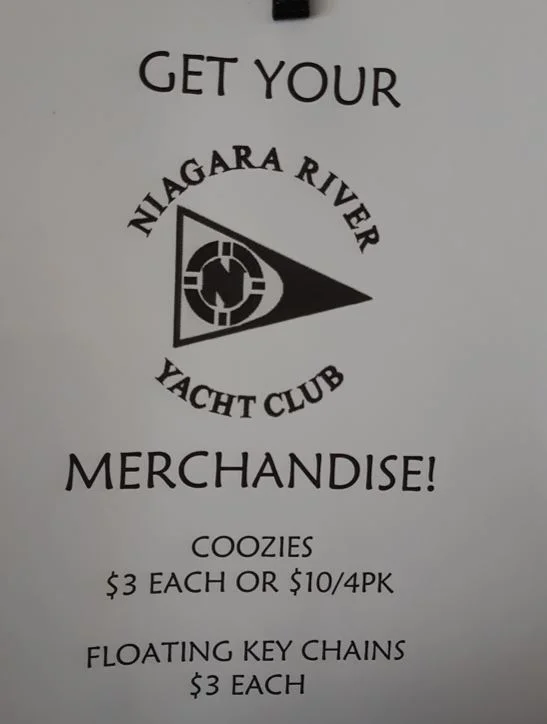 GET YOUR
NIAGARA RIVER
N
YACHT CLUB
MERCHANDISE!
COOZIES
$3 EACH OR $10/4PK
FLOATING KEY CHAINS
$3 EACH